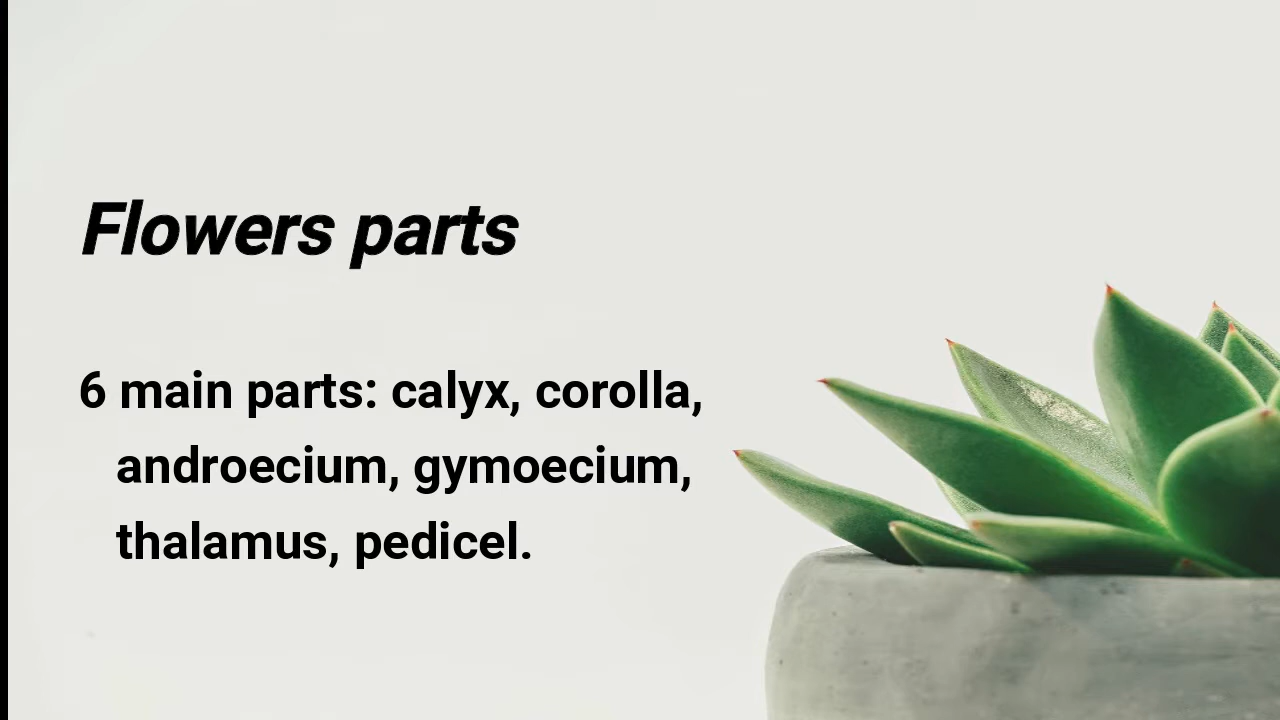 Flowers parts
6 main parts: calyx, corolla,
androecium, gymoecium,
thalamus, pedicel.